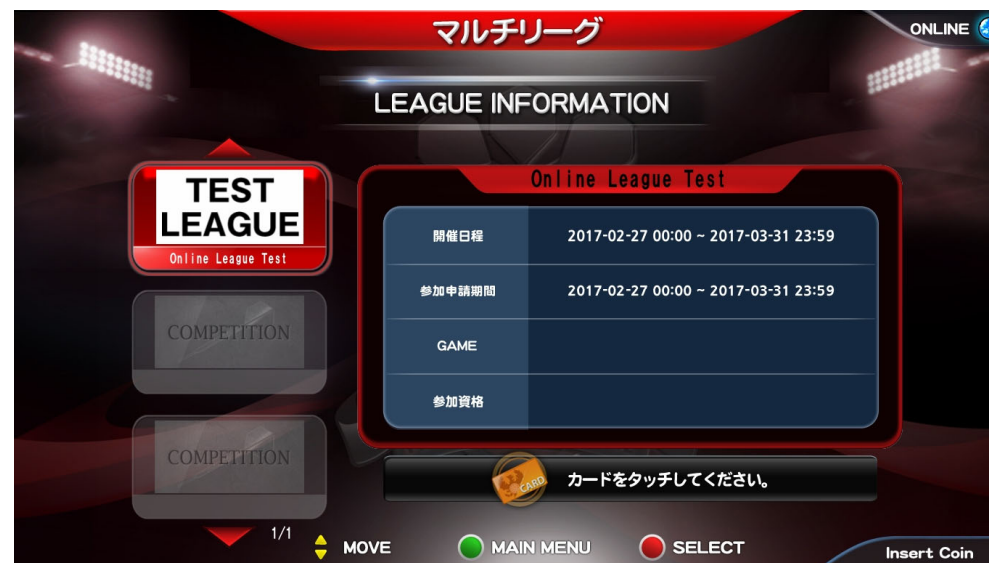 マルチリーグ
ONLINE
LEAGUE INFORMATION
TEST
LEAGUE
Online League Test
COMPETITION
COMPETITION
Online League Test
開催日程 2017-02-27 00:00 ~ 2017-03-31 23:59
参加申請期間 2017-02-27 00:00 ~ 2017-03-31 23:59
GAME
参加資格
CARD カードをタッチしてください。
1/1
MOVE MAIN MENU SELECT
Insert Coin